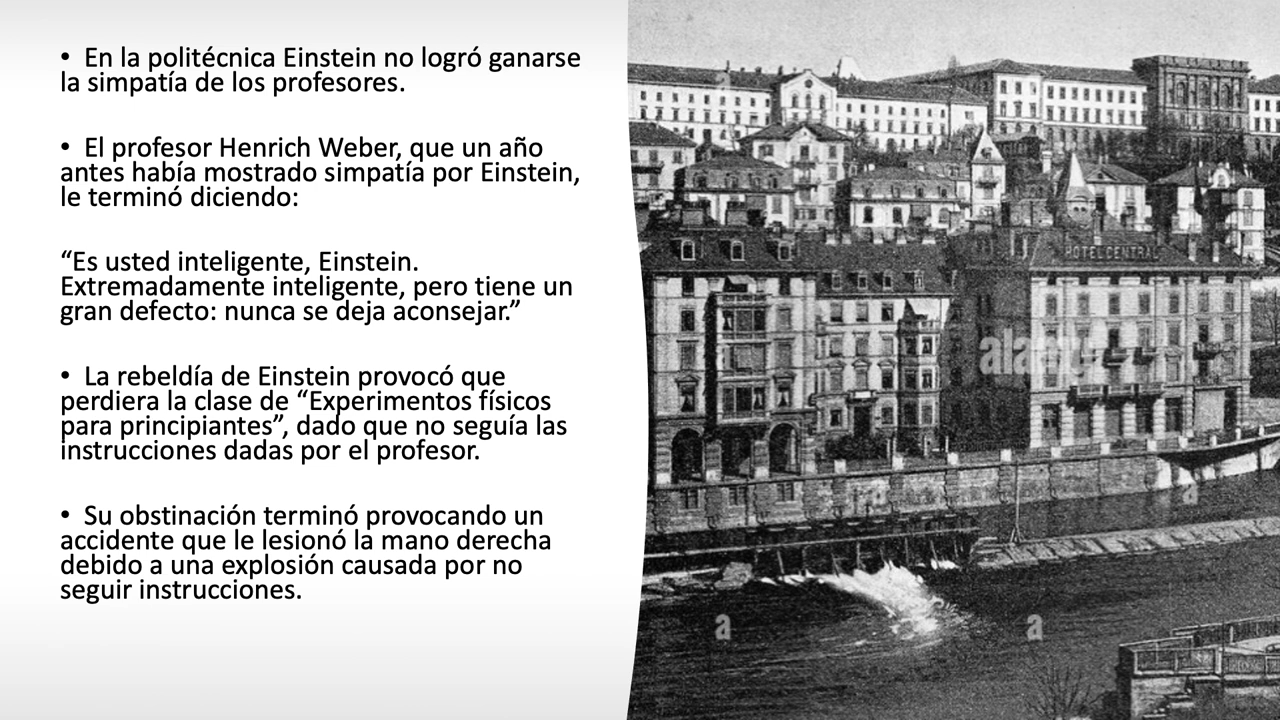 • En la politécnica Einstein no logró ganarse
la simpatía de los profesores.
• El profesor Henrich Weber, que un año
antes había mostrado simpatía por Einstein,
le terminó diciendo:
“Es usted inteligente, Einstein.
Extremadamente inteligente, pero tiene un
gran defecto: nunca se deja aconsejar.”
• La rebeldía de Einstein provocó que
perdiera la clase de “Experimentos físicos
para principiantes”, dado que no seguía las
instrucciones dadas por el profesor.
• Su obstinación terminó provocando un
accidente que le lesionó la mano derecha
debido a una explosión causada por no
seguir instrucciones.
HOTEL CENTRAL
alamy
a
a
a
a